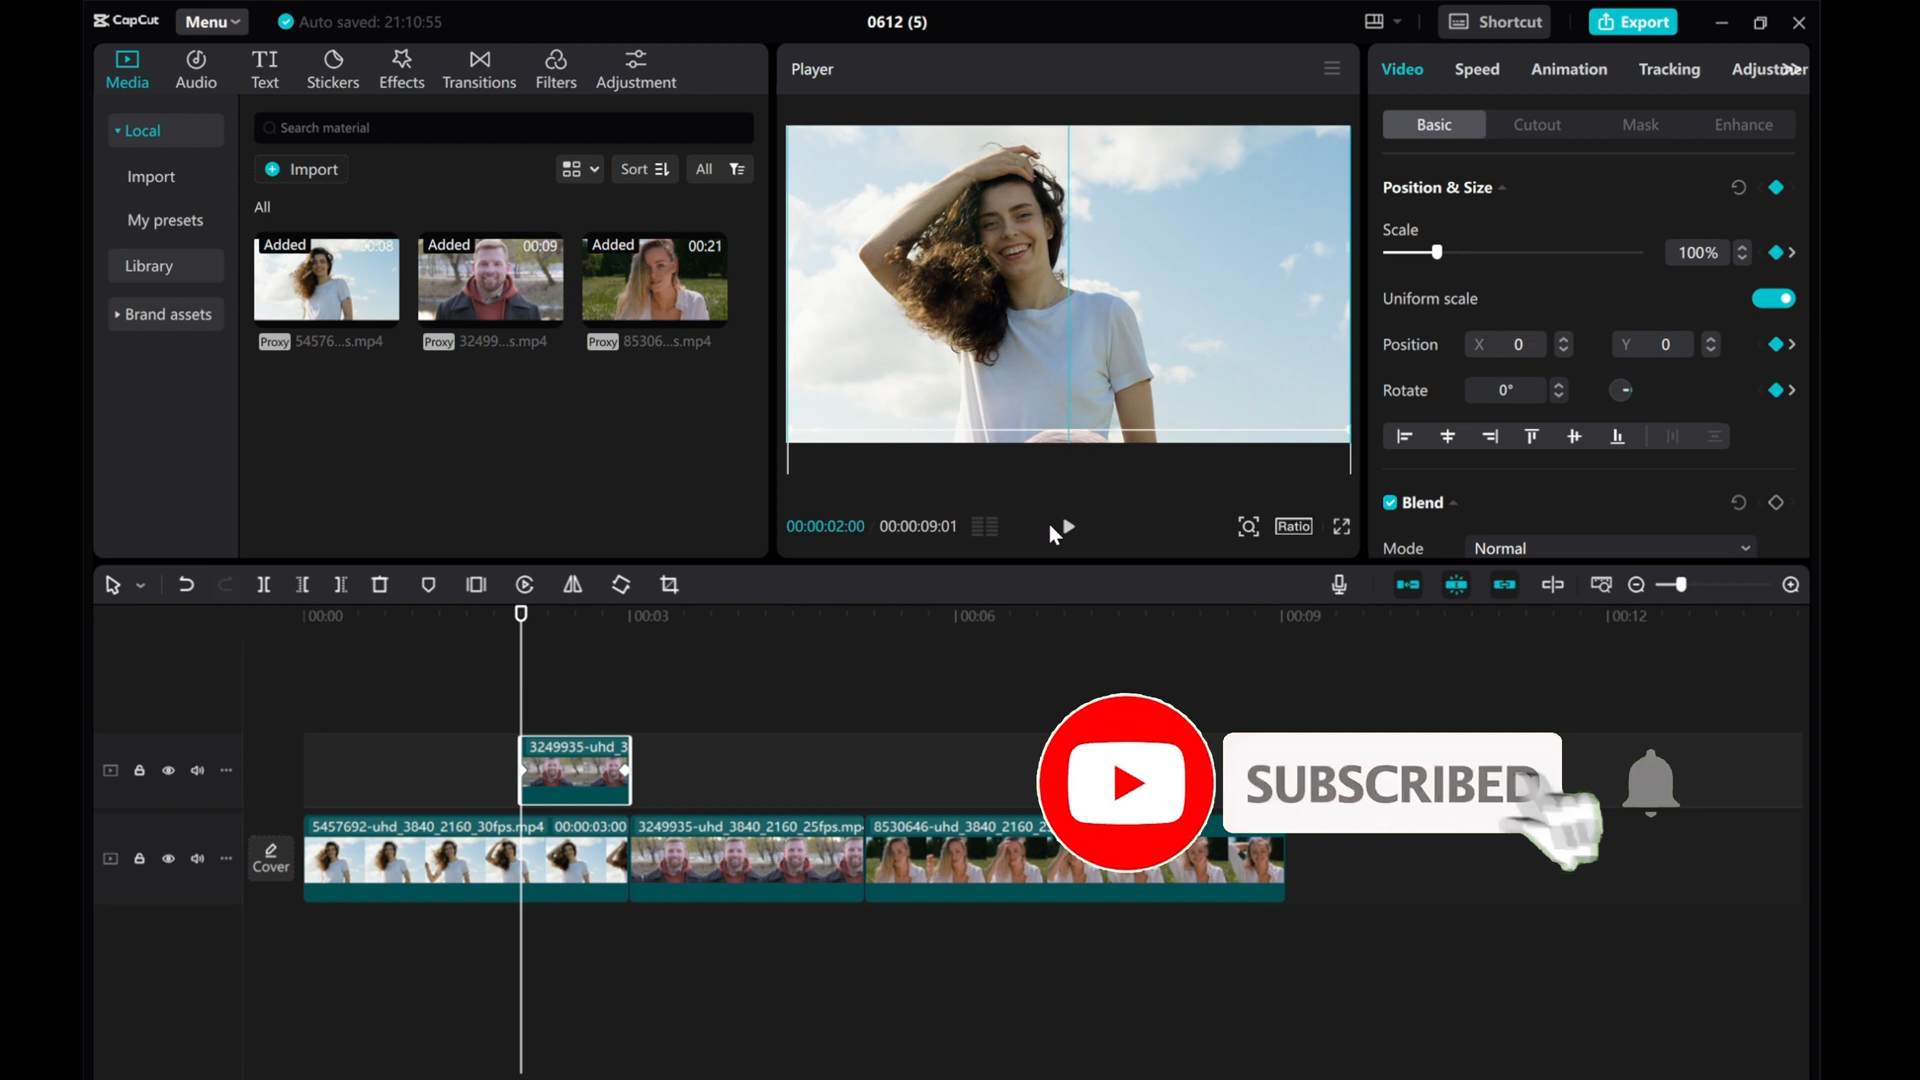 CapCut
Menu
Auto saved: 21:10:55
0612 (5)
Shortcut
Export
Media
Audio
Text
Stickers
Effects
Transitions
Filters
Adjustment
Local
Import
My presets
Library
Brand assets
Search material
Import
Sort
All
All
Added 00:08
Added 00:09
Added 00:21
Proxy 54576...s.mp4
Proxy 32499...s.mp4
Proxy 85306...s.mp4
Player
00:00:02:00
00:00:09:01
Ratio
Video
Speed
Animation
Tracking
Basic
Cutout
Mask
Enhance
Position & Size
Scale
100%
Uniform scale
Position X 0 Y 0
Rotate 0°
Blend
Mode Normal
00:00
00:03
00:06
00:09
00:12
3249935-uhd_3
Cover
5457692-uhd_3840_2160_30fps.mp4 00:00:03:00
3249935-uhd_3840_2160_25fps.mp
8530646-uhd_3840_2160_2
SUBSCRIBED